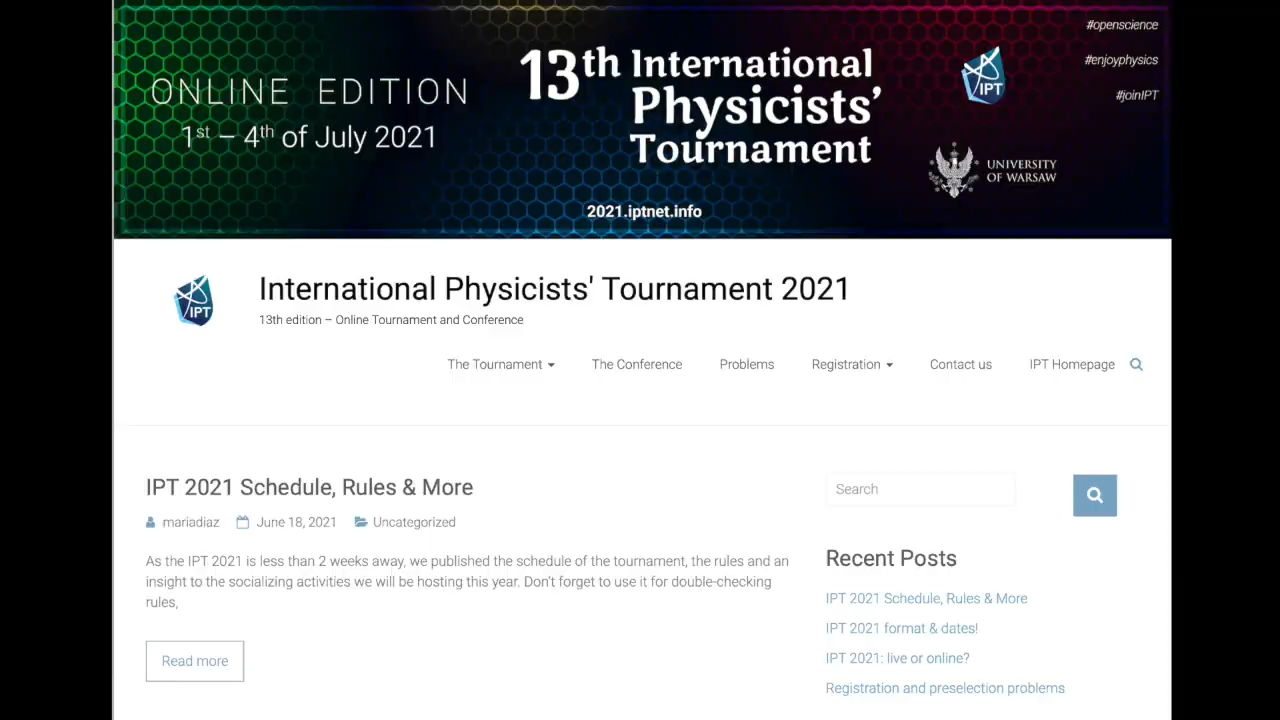 ONLINE EDITION
1st – 4th of July 2021
13th International
Physicists'
Tournament
2021.iptnet.info
IPT
UNIVERSITY
OF WARSAW
#openscience
#enjoyphysics
#joinIPT
IPT
International Physicists' Tournament 2021
13th edition – Online Tournament and Conference
The Tournament The Conference Problems Registration Contact us IPT Homepage
IPT 2021 Schedule, Rules & More
mariadiaz June 18, 2021 Uncategorized
As the IPT 2021 is less than 2 weeks away, we published the schedule of the tournament, the rules and an
insight to the socializing activities we will be hosting this year. Don't forget to use it for double-checking
rules,
Read more
Search
Recent Posts
IPT 2021 Schedule, Rules & More
IPT 2021 format & dates!
IPT 2021: live or online?
Registration and preselection problems